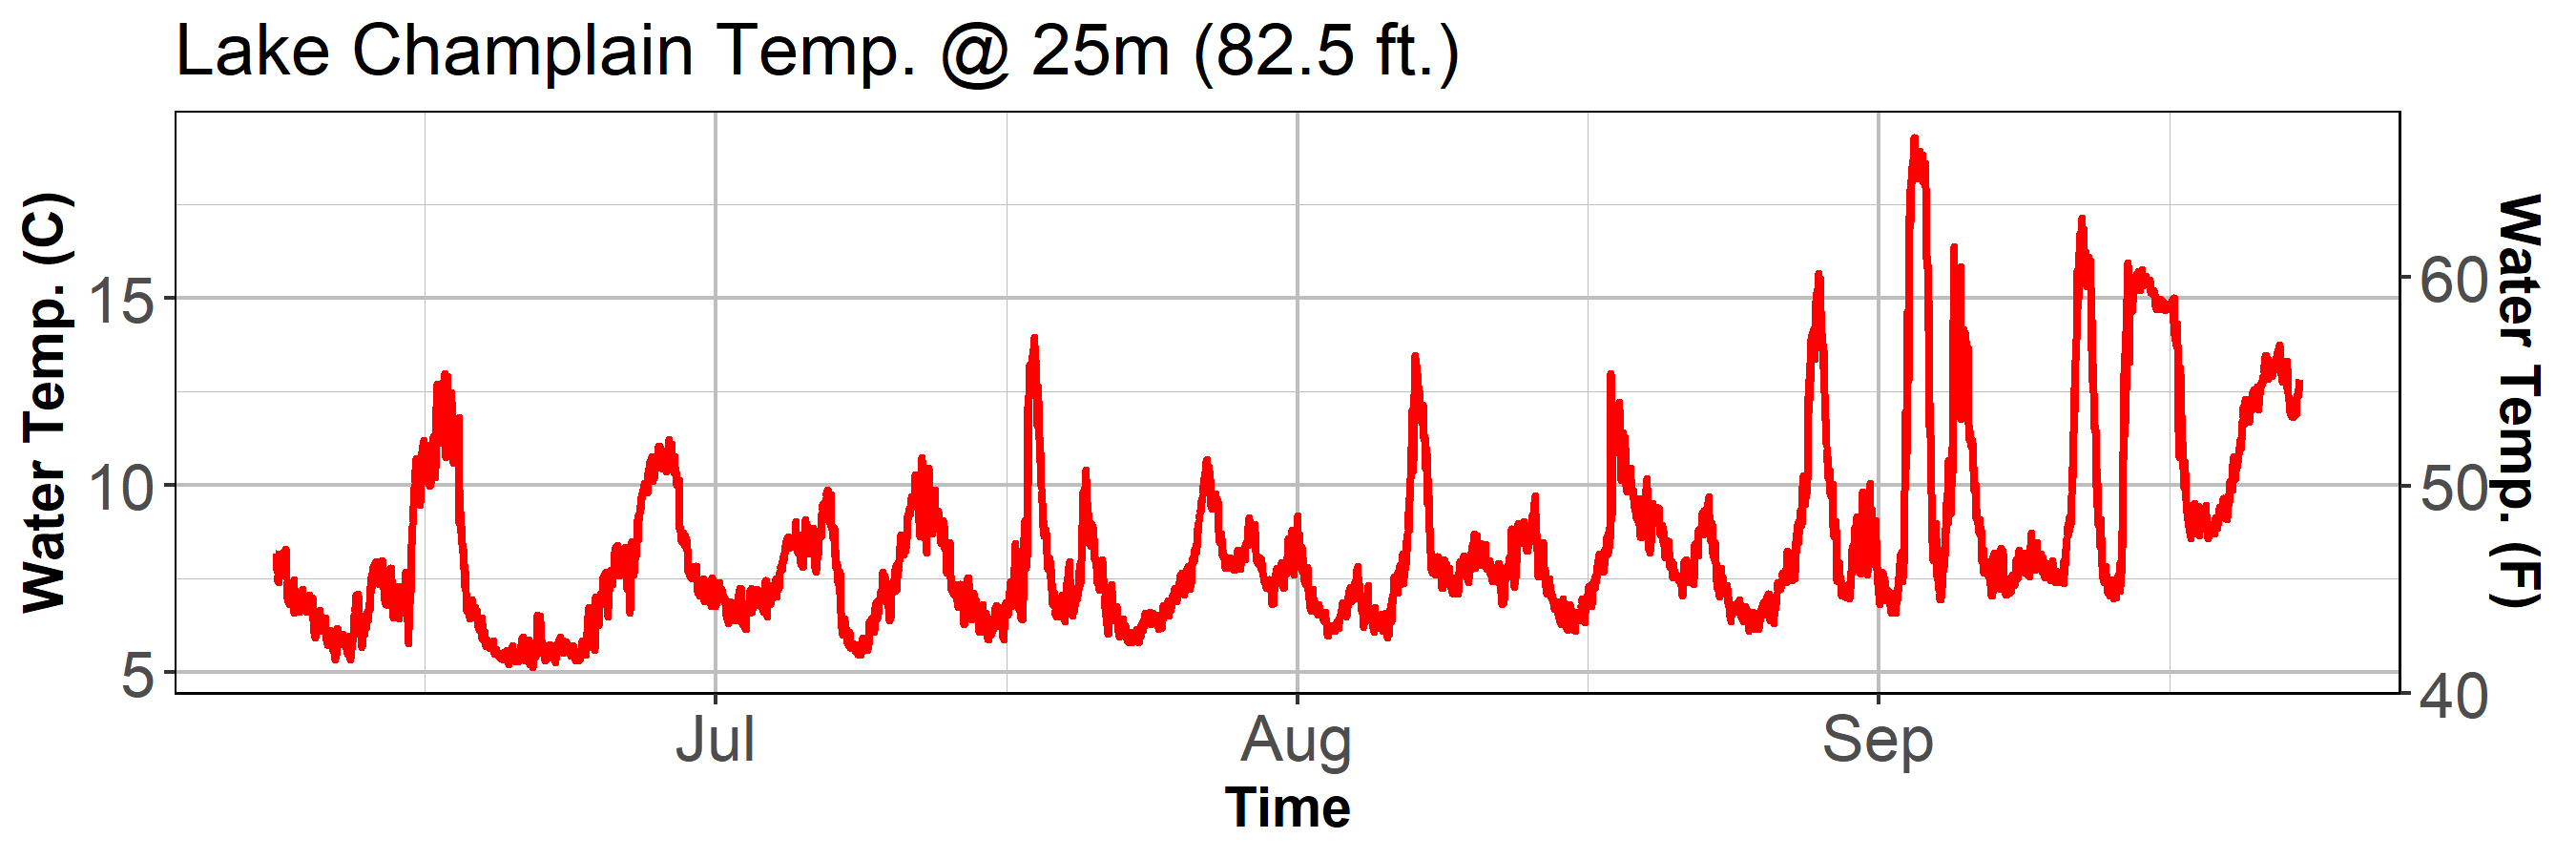 Lake Champlain Temp. @ 25m (82.5 ft.)
Water Temp. (C)
15
10
5
60
50
40
Water Temp. (F)
Jul Aug Sep
Time